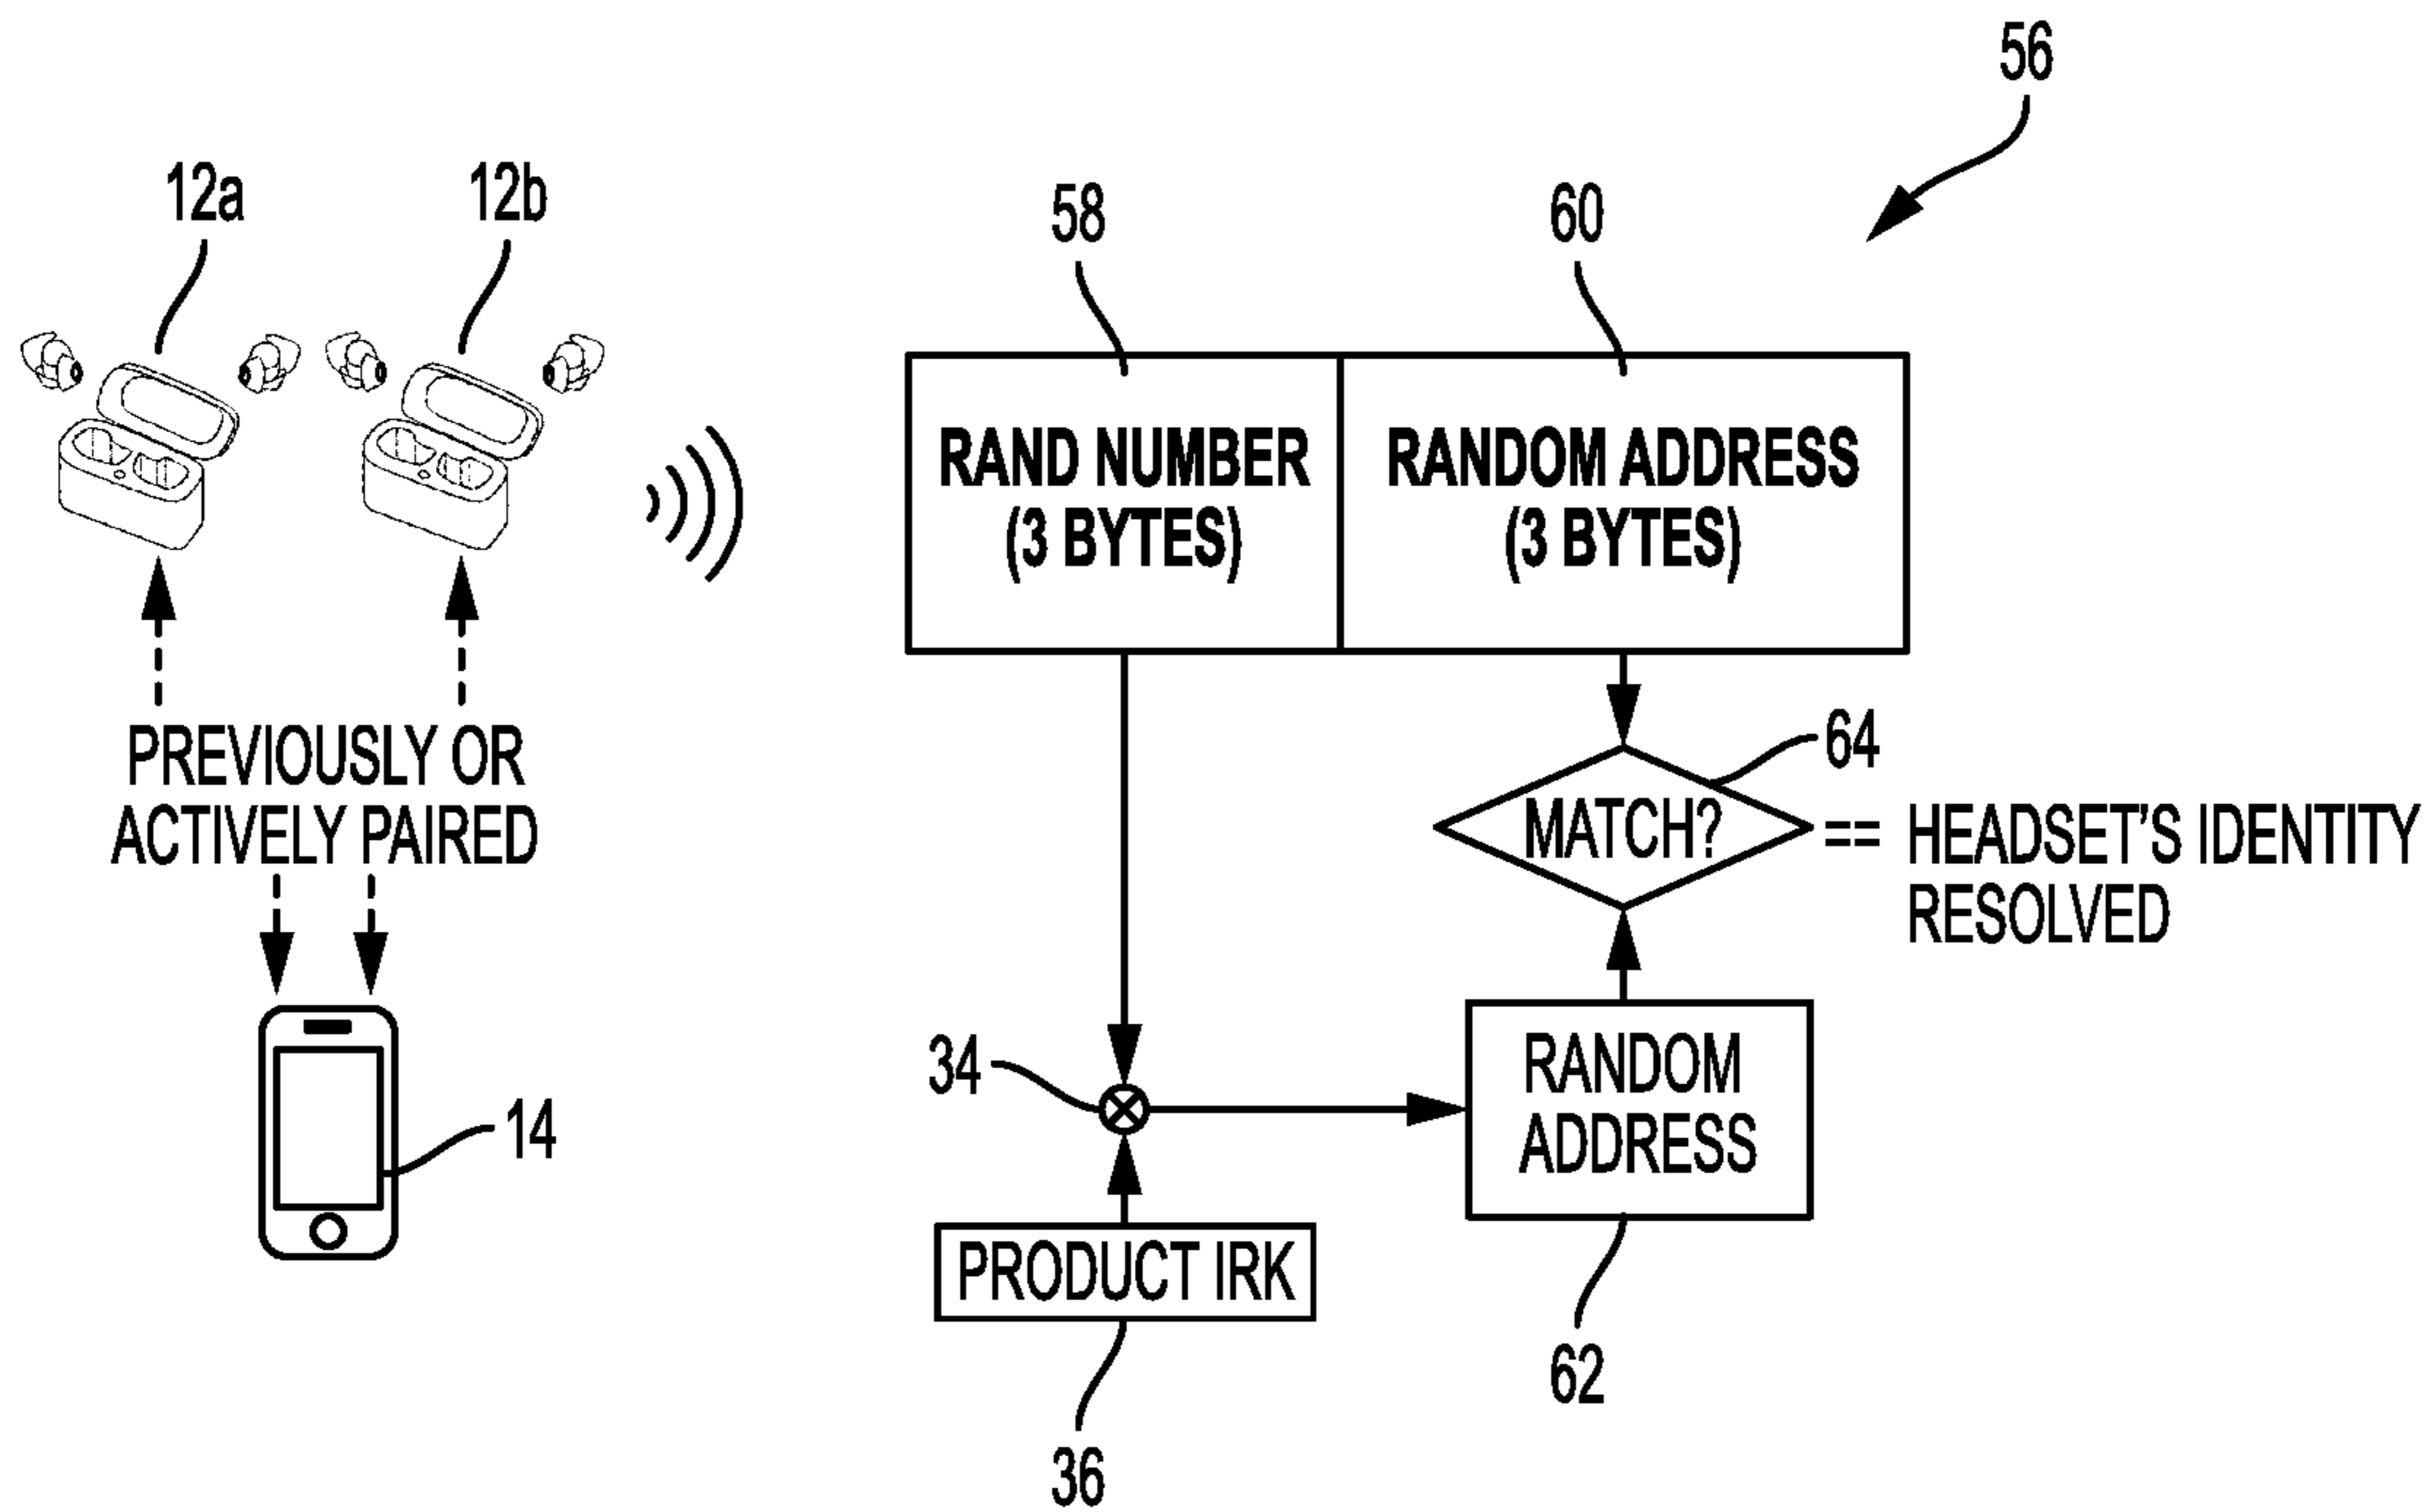 56
12a
12b
58
60
RAND NUMBER
(3 BYTES)
RANDOM ADDRESS
(3 BYTES)
PREVIOUSLY OR
ACTIVELY PAIRED
64
MATCH?
== HEADSET'S IDENTITY
RESOLVED
34
RANDOM
ADDRESS
14
PRODUCT IRK
62
36